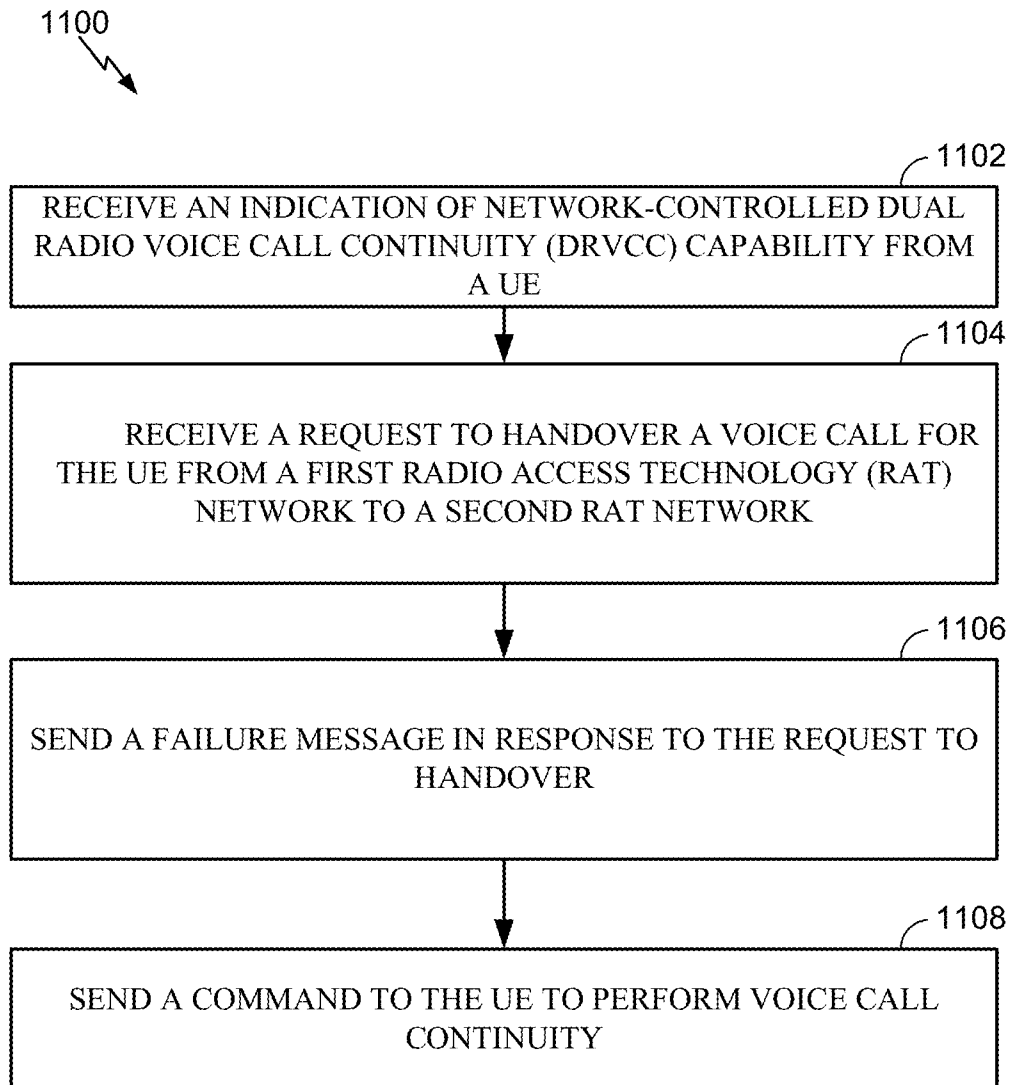 1100
1102
RECEIVE AN INDICATION OF NETWORK-CONTROLLED DUAL
RADIO VOICE CALL CONTINUITY (DRVCC) CAPABILITY FROM
A UE
1104
RECEIVE A REQUEST TO HANDOVER A VOICE CALL FOR
THE UE FROM A FIRST RADIO ACCESS TECHNOLOGY (RAT)
NETWORK TO A SECOND RAT NETWORK
1106
SEND A FAILURE MESSAGE IN RESPONSE TO THE REQUEST TO
HANDOVER
1108
SEND A COMMAND TO THE UE TO PERFORM VOICE CALL
CONTINUITY